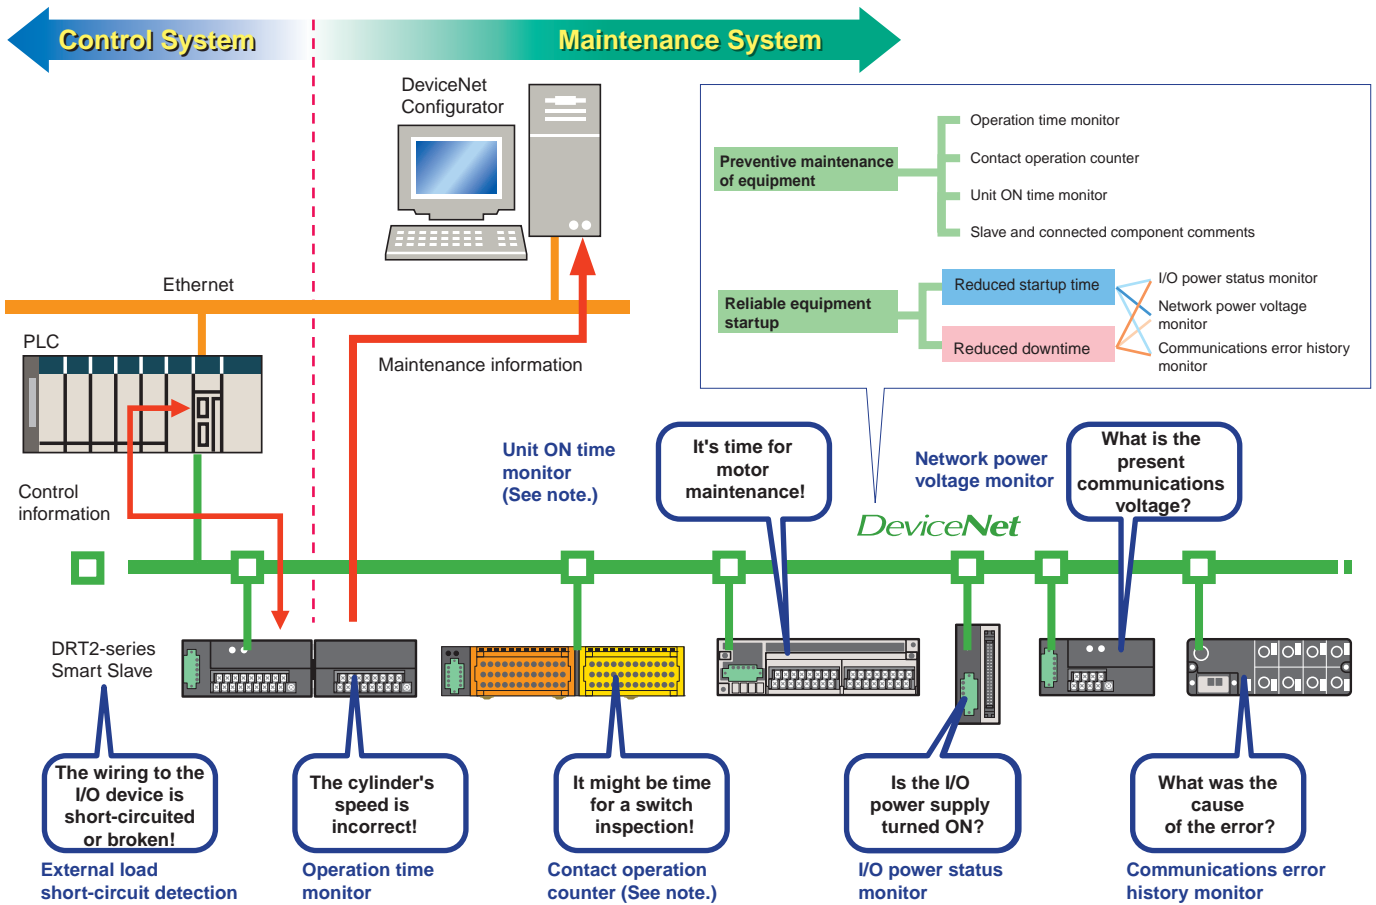 Control System
Maintenance System
DeviceNet
Configurator
Operation time monitor
Contact operation counter
Preventive maintenance
of equipment
Unit ON time monitor
Slave and connected component comments
Reliable equipment
startup
Reduced startup time
Reduced downtime
I/O power status monitor
Network power voltage
monitor
Communications error history
monitor
Ethernet
PLC
Maintenance information
Control
information
Unit ON time
monitor
(See note.)
It's time for
motor
maintenance!
Network power
voltage monitor
What is the
present
communications
voltage?
DeviceNet
DRT2-series
Smart Slave
The wiring to the
I/O device is
short-circuited
or broken!
The cylinder's
speed is
incorrect!
It might be time
for a switch
inspection!
Is the I/O
power supply
turned ON?
What was the
cause
of the error?
External load
short-circuit detection
Operation time
monitor
Contact operation
counter (See note.)
I/O power status
monitor
Communications error
history monitor